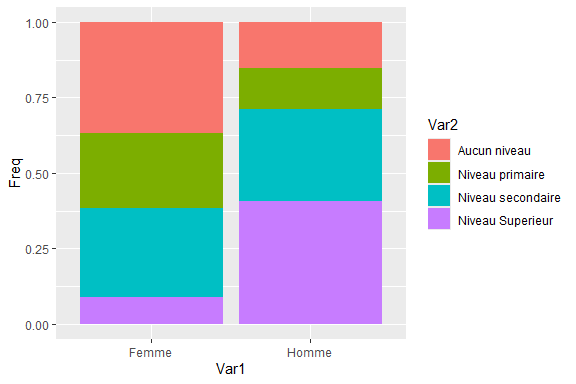 1.00
0.75
0.50
0.25
0.00
Freq
Femme
Homme
Var1
Var2
Aucun niveau
Niveau primaire
Niveau secondaire
Niveau Superieur